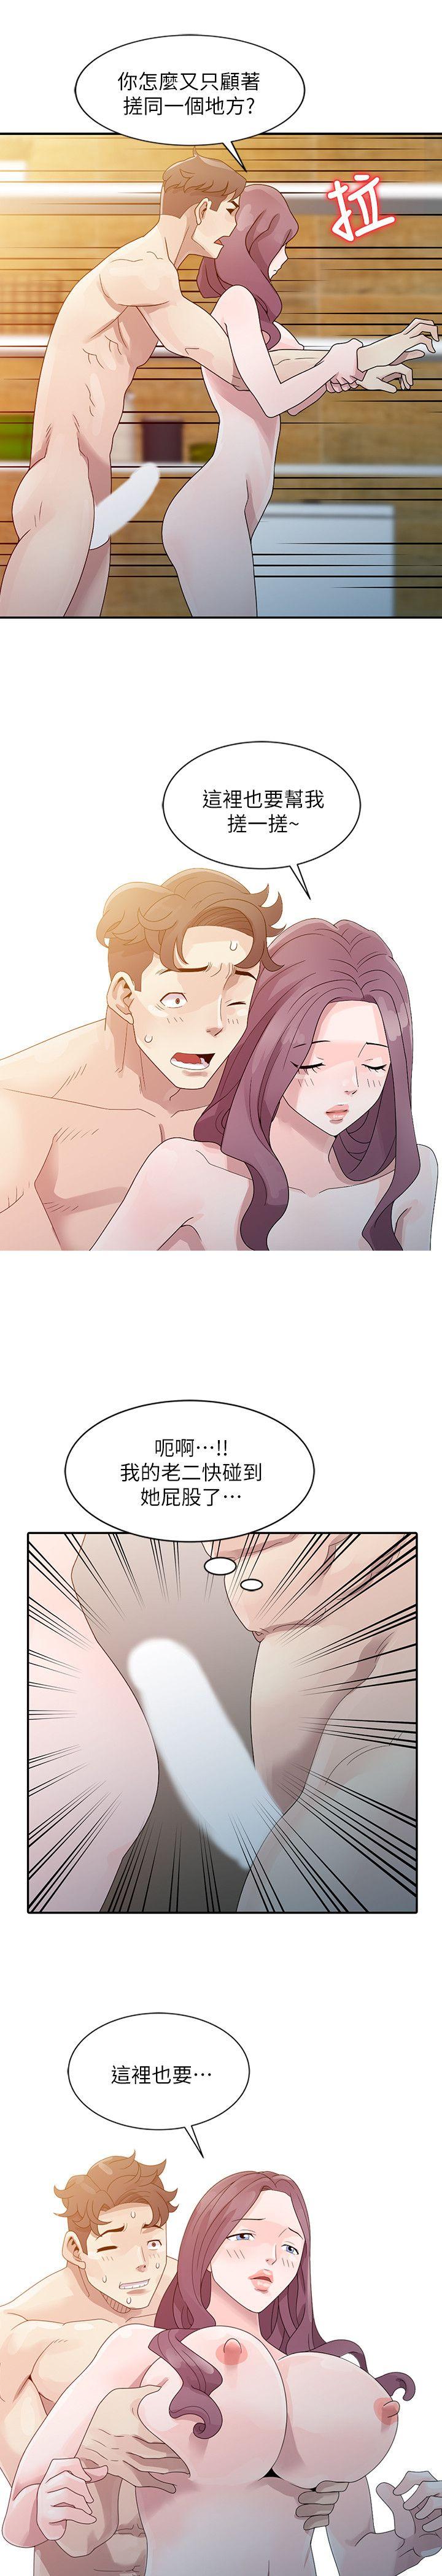 你怎麼又只顧著
搓同一個地方?
拉
這裡也要幫我
搓一搓~
呃啊…!!
我的老二快碰到
她屁股了…
這裡也要…